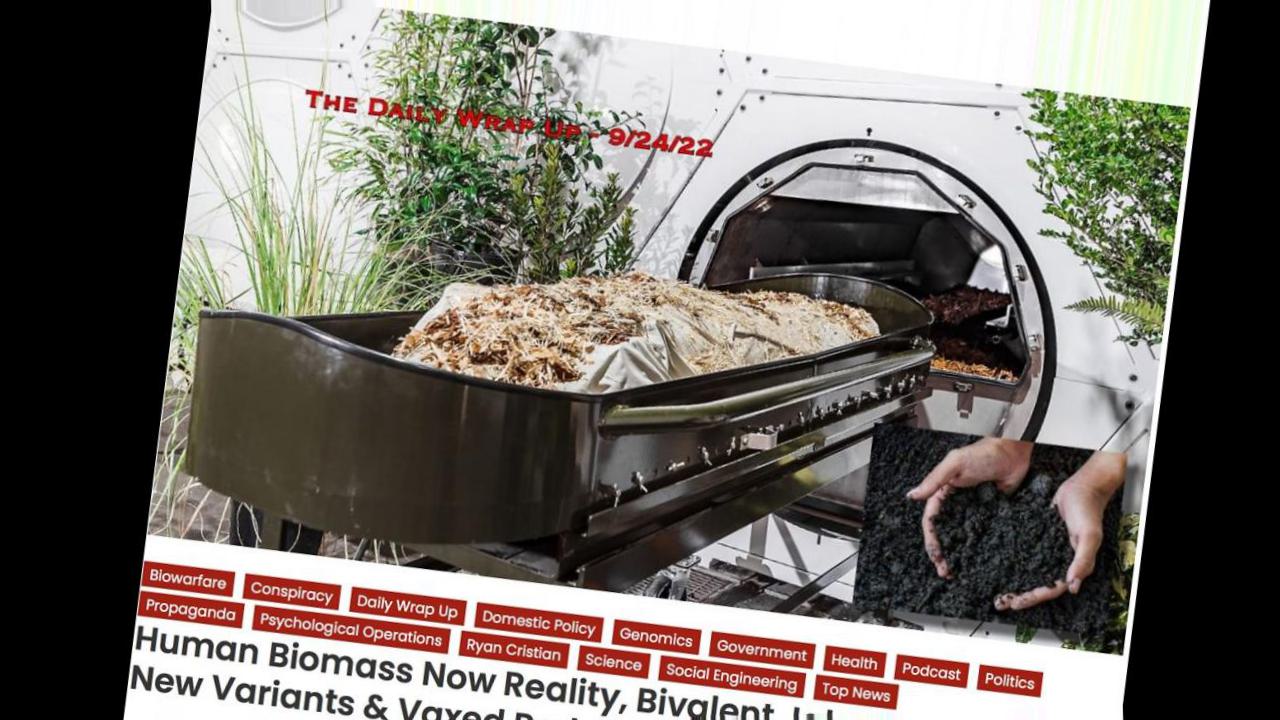 The Daily Wrap Up - 9/24/22
Biowarfare Conspiracy Daily Wrap Up Domestic Policy Genomics Government Health Podcast Politics
Propaganda Psychological Operations Ryan Cristian Science Social Engineering Top News
Human Biomass Now Reality, Bivalent
New Variants & Vaxed